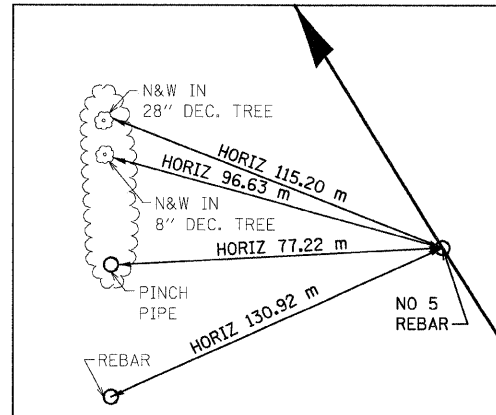 N&W IN
28" DEC. TREE
HORIZ 115.20 m
HORIZ 96.63 m
N&W IN
8" DEC. TREE
HORIZ 77.22 m
PINCH
PIPE
NO 5
REBAR
HORIZ 130.92 m
REBAR